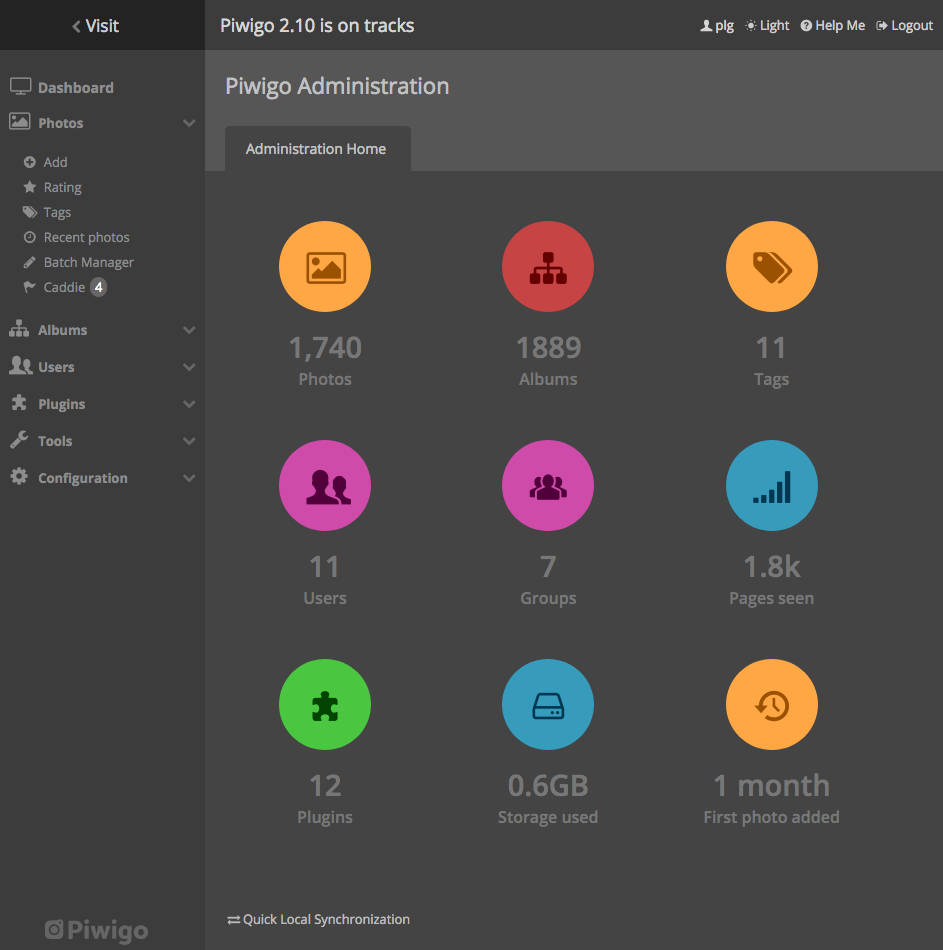 Visit
Piwigo 2.10 is on tracks
plg Light Help Me Logout
Dashboard
Photos
Add
Rating
Tags
Recent photos
Batch Manager
Caddie 4
Albums
Users
Plugins
Tools
Configuration
Piwigo
Piwigo Administration
Administration Home
1,740
Photos
1889
Albums
11
Tags
11
Users
7
Groups
1.8k
Pages seen
12
Plugins
0.6GB
Storage used
1 month
First photo added
Quick Local Synchronization